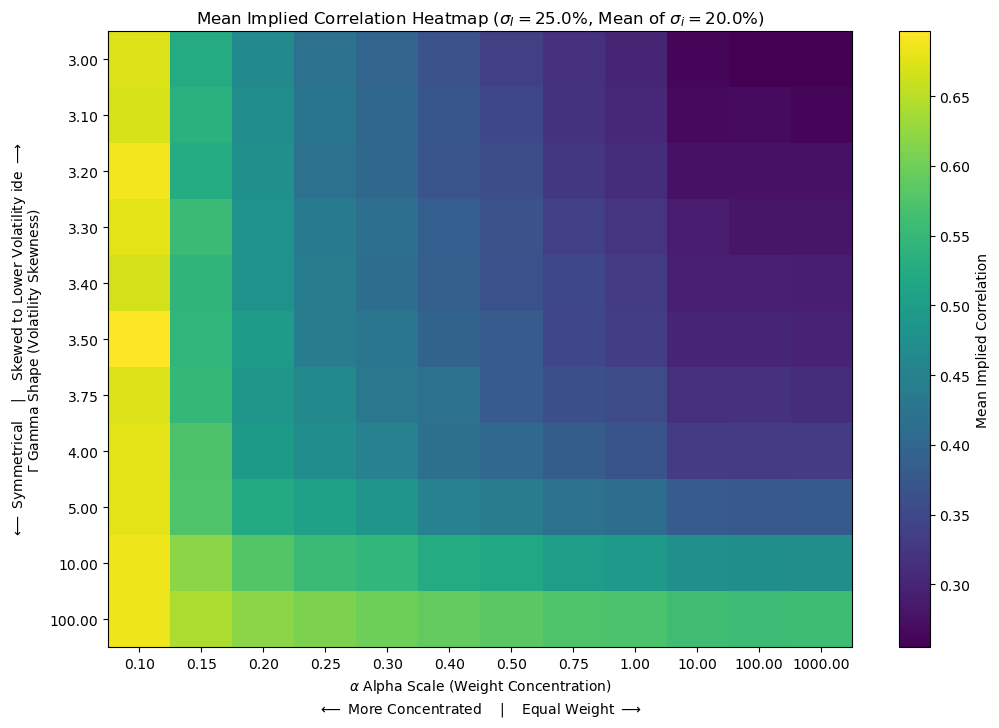 Mean Implied Correlation Heatmap (σ_I = 25.0%, Mean of σ_i = 20.0%)
⟵ Symmetrical | Skewed to Lower Volatility ide ⟶
Γ Gamma Shape (Volatility Skewness)
3.00
3.10
3.20
3.30
3.40
3.50
3.75
4.00
5.00
10.00
100.00
0.10 0.15 0.20 0.25 0.30 0.40 0.50 0.75 1.00 10.00 100.00 1000.00
α Alpha Scale (Weight Concentration)
⟵ More Concentrated | Equal Weight ⟶
0.65
0.60
0.55
0.50
0.45
0.40
0.35
0.30
Mean Implied Correlation